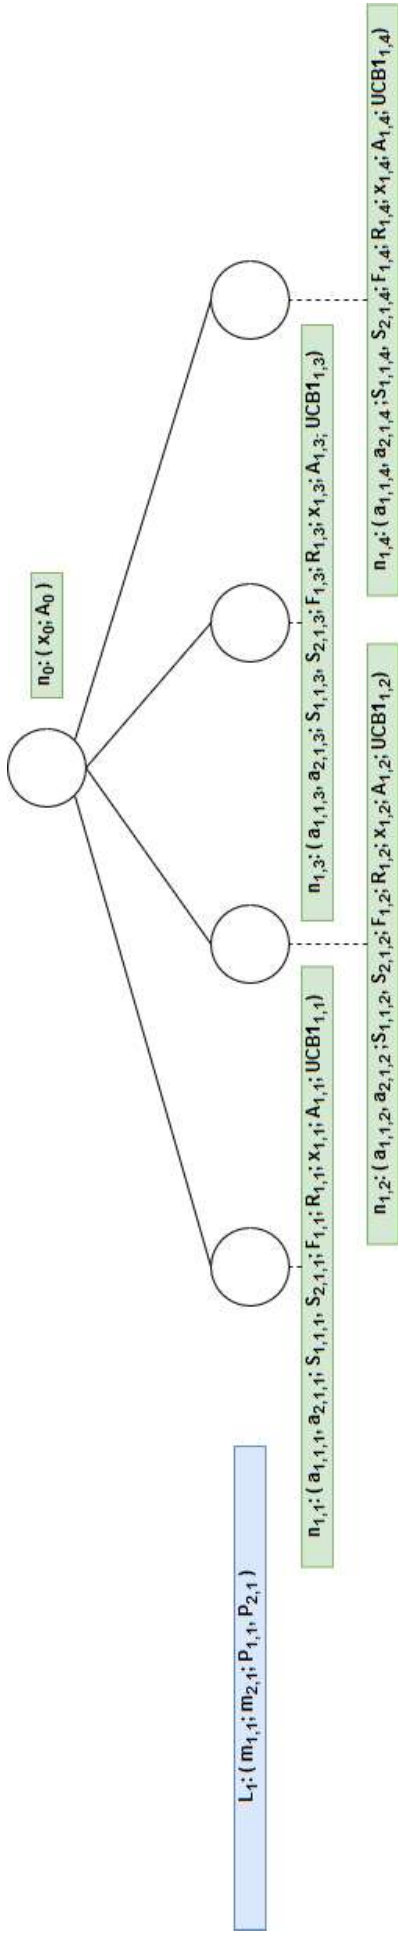 n0: ( x0; A0 )
L1: ( m1,1; m2,1; P1,1, P2,1 )
n1,1: ( a1,1,1, a2,1,1; S1,1,1, S2,1,1; F1,1; R1,1; x1,1; A1,1; UCB11,1)
n1,3: ( a1,1,3, a2,1,3; S1,1,3, S2,1,3; F1,3; R1,3; x1,3; A1,3; UCB11,3)
n1,2: ( a1,1,2, a2,1,2 ;S1,1,2, S2,1,2; F1,2; R1,2; x1,2; A1,2; UCB11,2)
n1,4: ( a1,1,4, a2,1,4 ;S1,1,4, S2,1,4; F1,4; R1,4; x1,4; A1,4; UCB11,4)